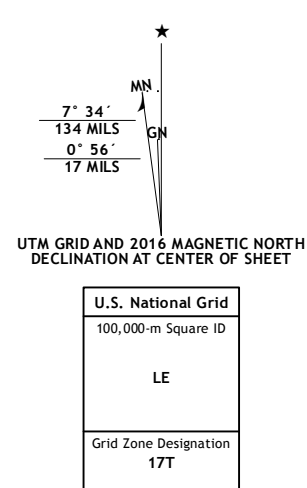 ★
MN
7° 34´
134 MILS
GN
0° 56´
17 MILS
UTM GRID AND 2016 MAGNETIC NORTH
DECLINATION AT CENTER OF SHEET
U.S. National Grid
100,000-m Square ID
LE
Grid Zone Designation
17T